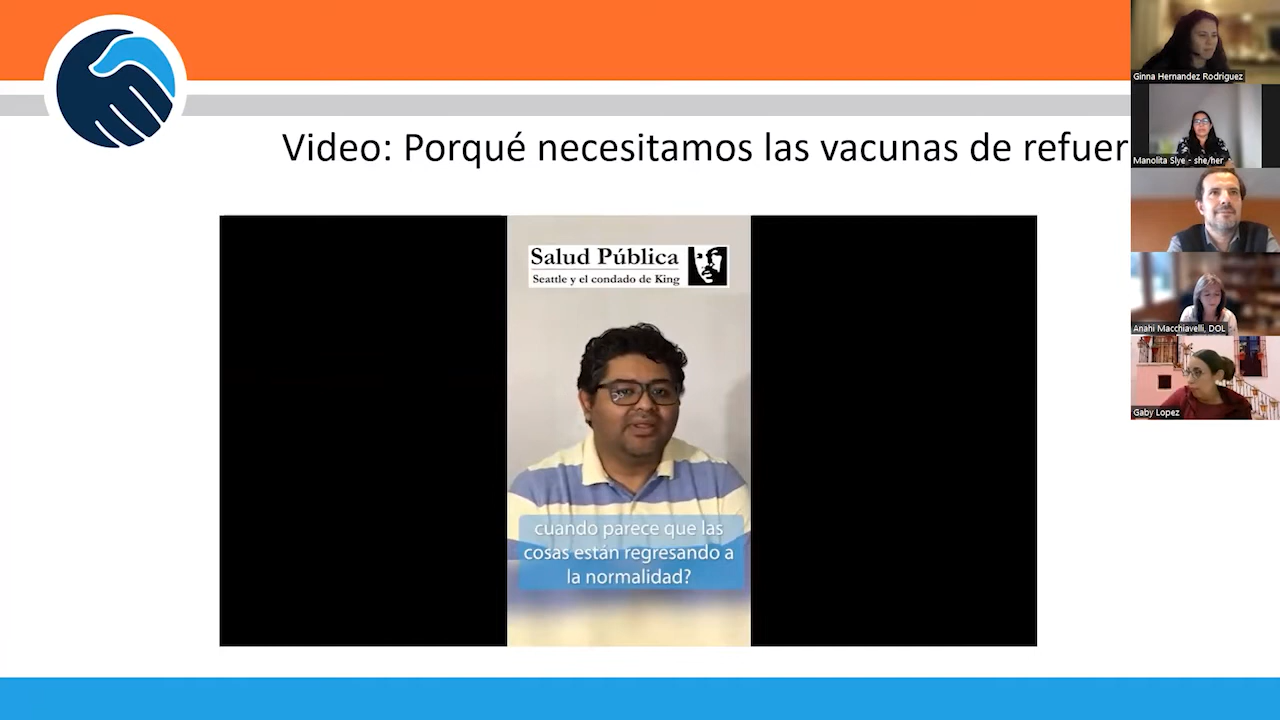 Video: Porqué necesitamos las vacunas de refuer
Salud Pública
Seattle y el condado de King
cuando parece que las
cosas están regresando a
la normalidad?
Ginna Hernandez Rodriguez
Manolita Slye - she/her
Anahi Macchiavelli, DOL
Gaby Lopez